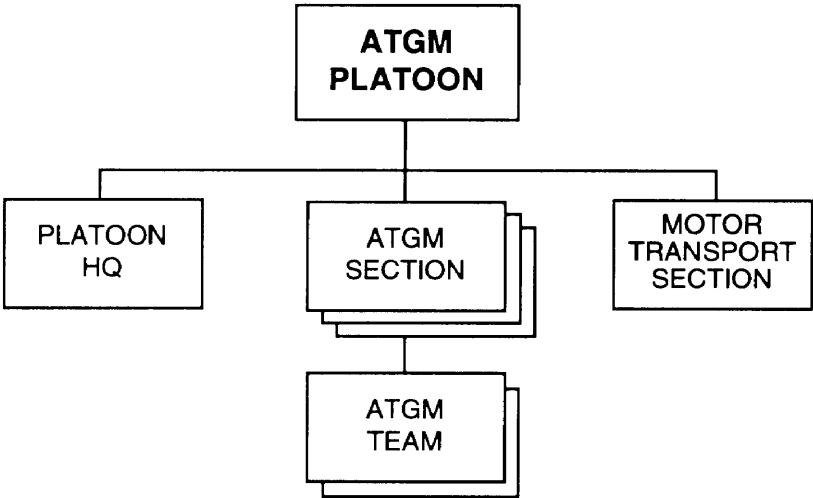 ATGM
PLATOON
PLATOON
HQ
ATGM
SECTION
MOTOR
TRANSPORT
SECTION
ATGM
TEAM